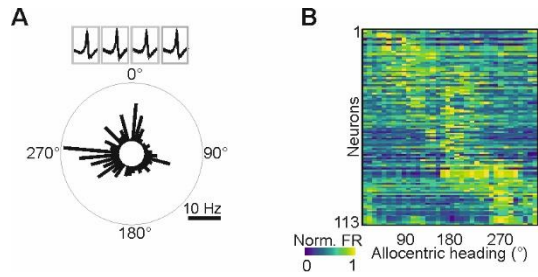 A
0°
270°
90°
180°
10 Hz
B
1
Neurons
113
90 180 270
Norm. FR
Allocentric heading (°)
0 1